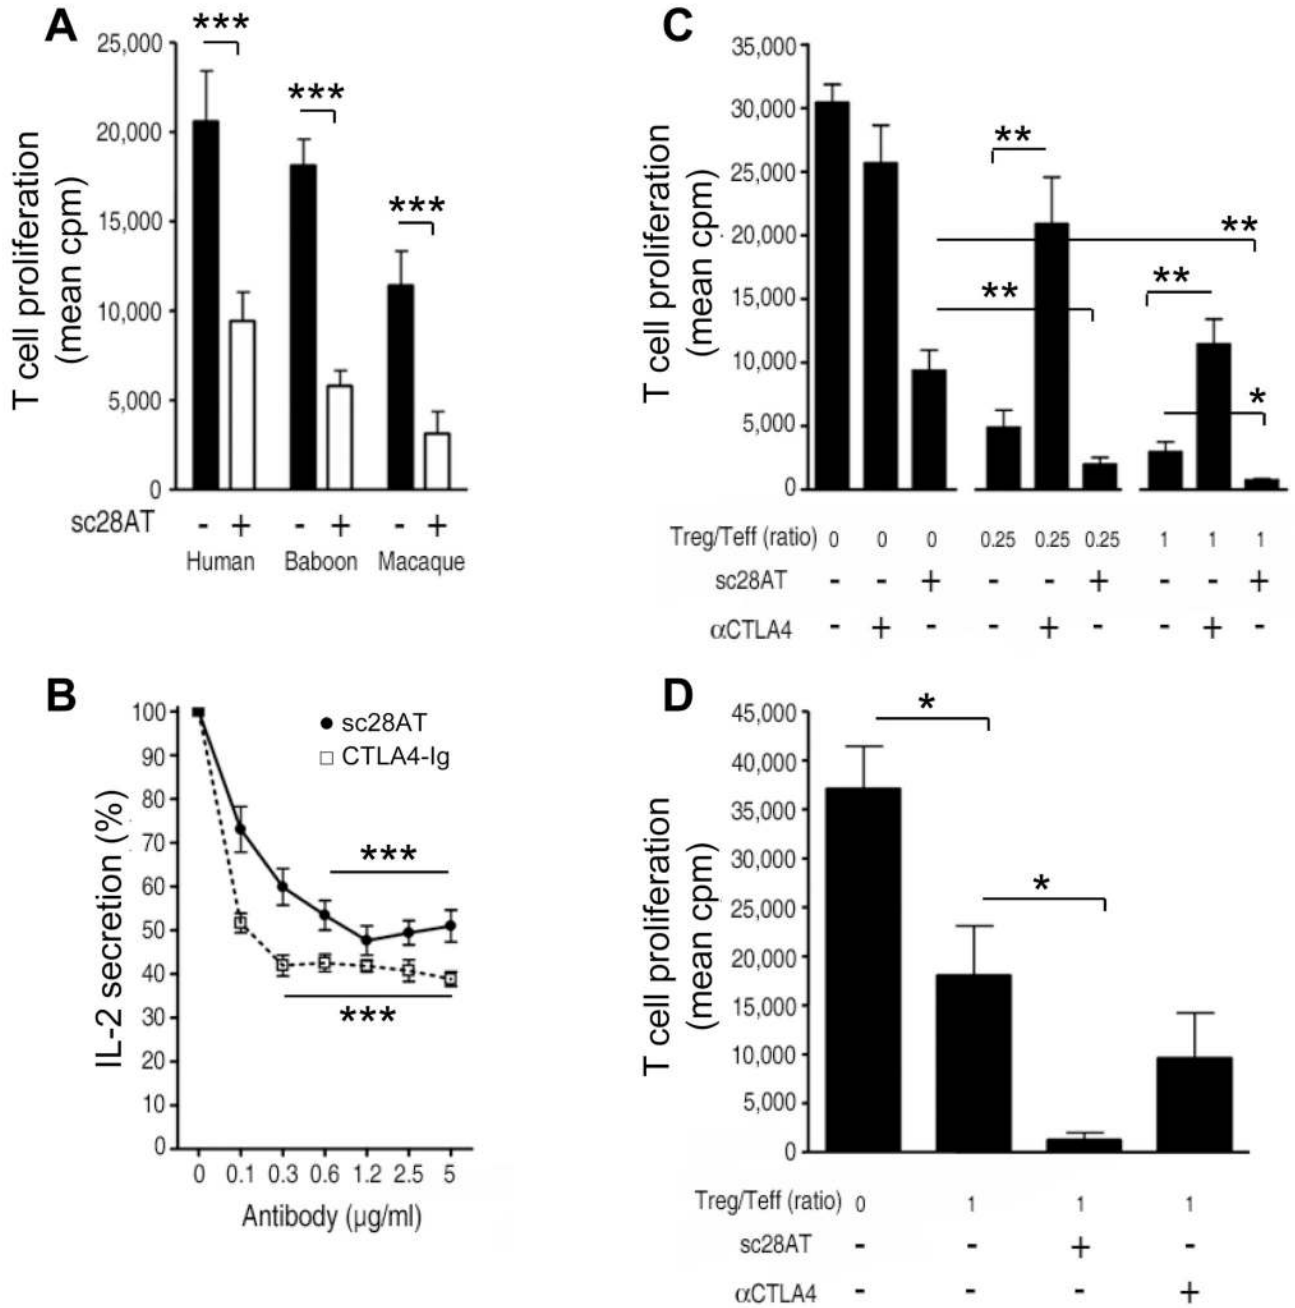 A
25,000
20,000
15,000
10,000
5,000
0
T cell proliferation
(mean cpm)
***
***
***
sc28AT - + - + - +
Human Baboon Macaque
C
35,000
30,000
25,000
20,000
15,000
10,000
5,000
0
T cell proliferation
(mean cpm)
**
**
**
**
*
Treg/Teff (ratio) 0 0 0 0.25 0.25 0.25 1 1 1
sc28AT - - + - - + - - +
αCTLA4 - + - - + - - + -
B
100
90
80
70
60
50
40
30
20
10
0
IL-2 secretion (%)
sc28AT
CTLA4-Ig
***
***
0 0.1 0.3 0.6 1.2 2.5 5
Antibody (µg/ml)
D
45,000
40,000
35,000
30,000
25,000
20,000
15,000
10,000
5,000
0
T cell proliferation
(mean cpm)
*
*
Treg/Teff (ratio) 0 1 1 1
sc28AT - - + -
αCTLA4 - - - +